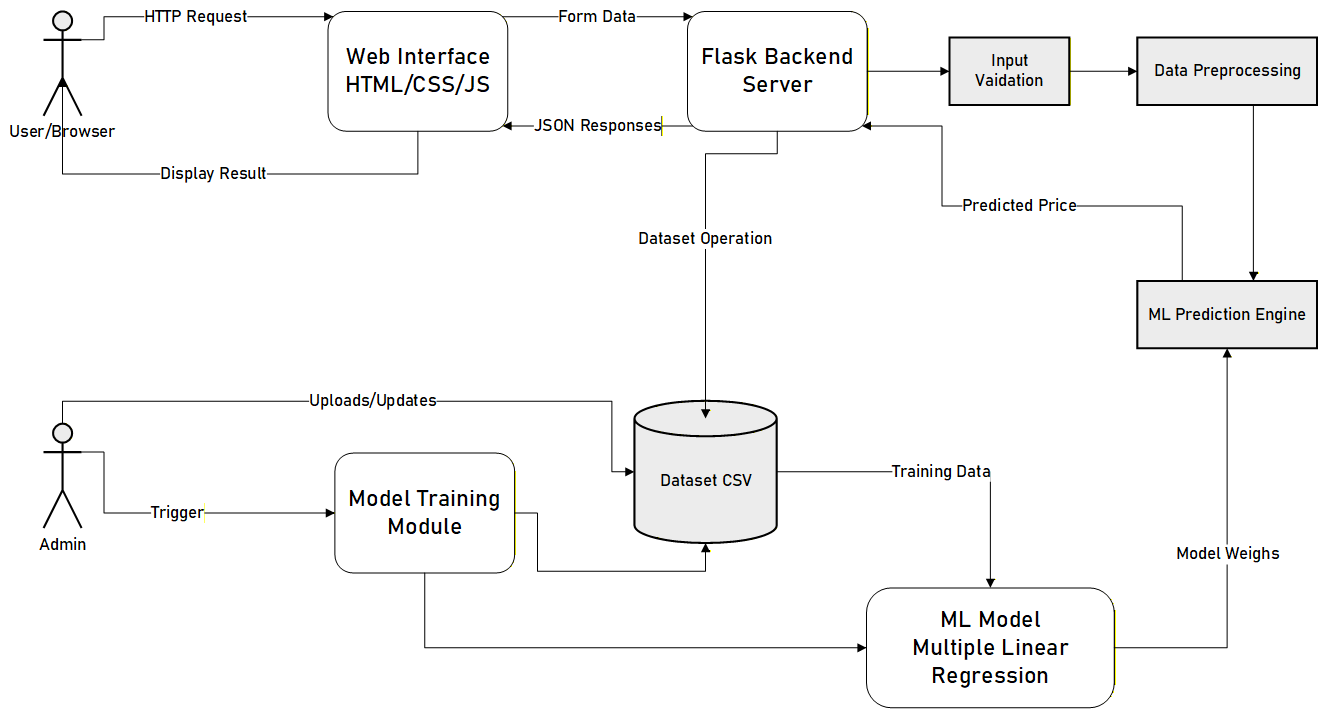 HTTP Request
Form Data
Web Interface
HTML/CSS/JS
Flask Backend
Server
Input
Vaidation
Data Preprocessing
User/Browser
JSON Responses
Display Result
Predicted Price
Dataset Operation
ML Prediction Engine
Uploads/Updates
Dataset CSV
Training Data
Model Training
Module
Trigger
Admin
Model Weighs
ML Model
Multiple Linear
Regression